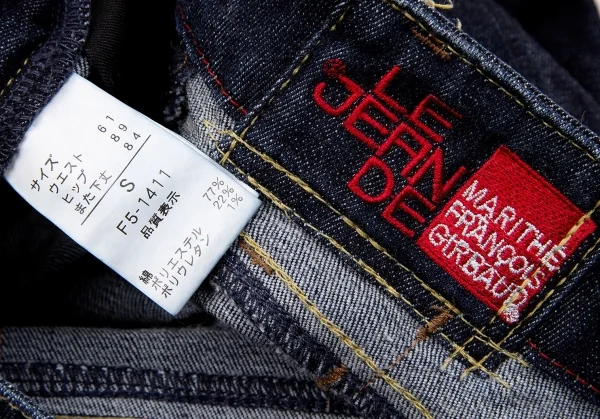 サイズ
ウエスト 61
ヒップ 89
また下丈 84
S
F5-1411
品質表示
綿 77%
ポリエステル 22%
ポリウレタン 1%
LE
JEAN
DE
MARITHE
FRANCOIS
GIRBAUD